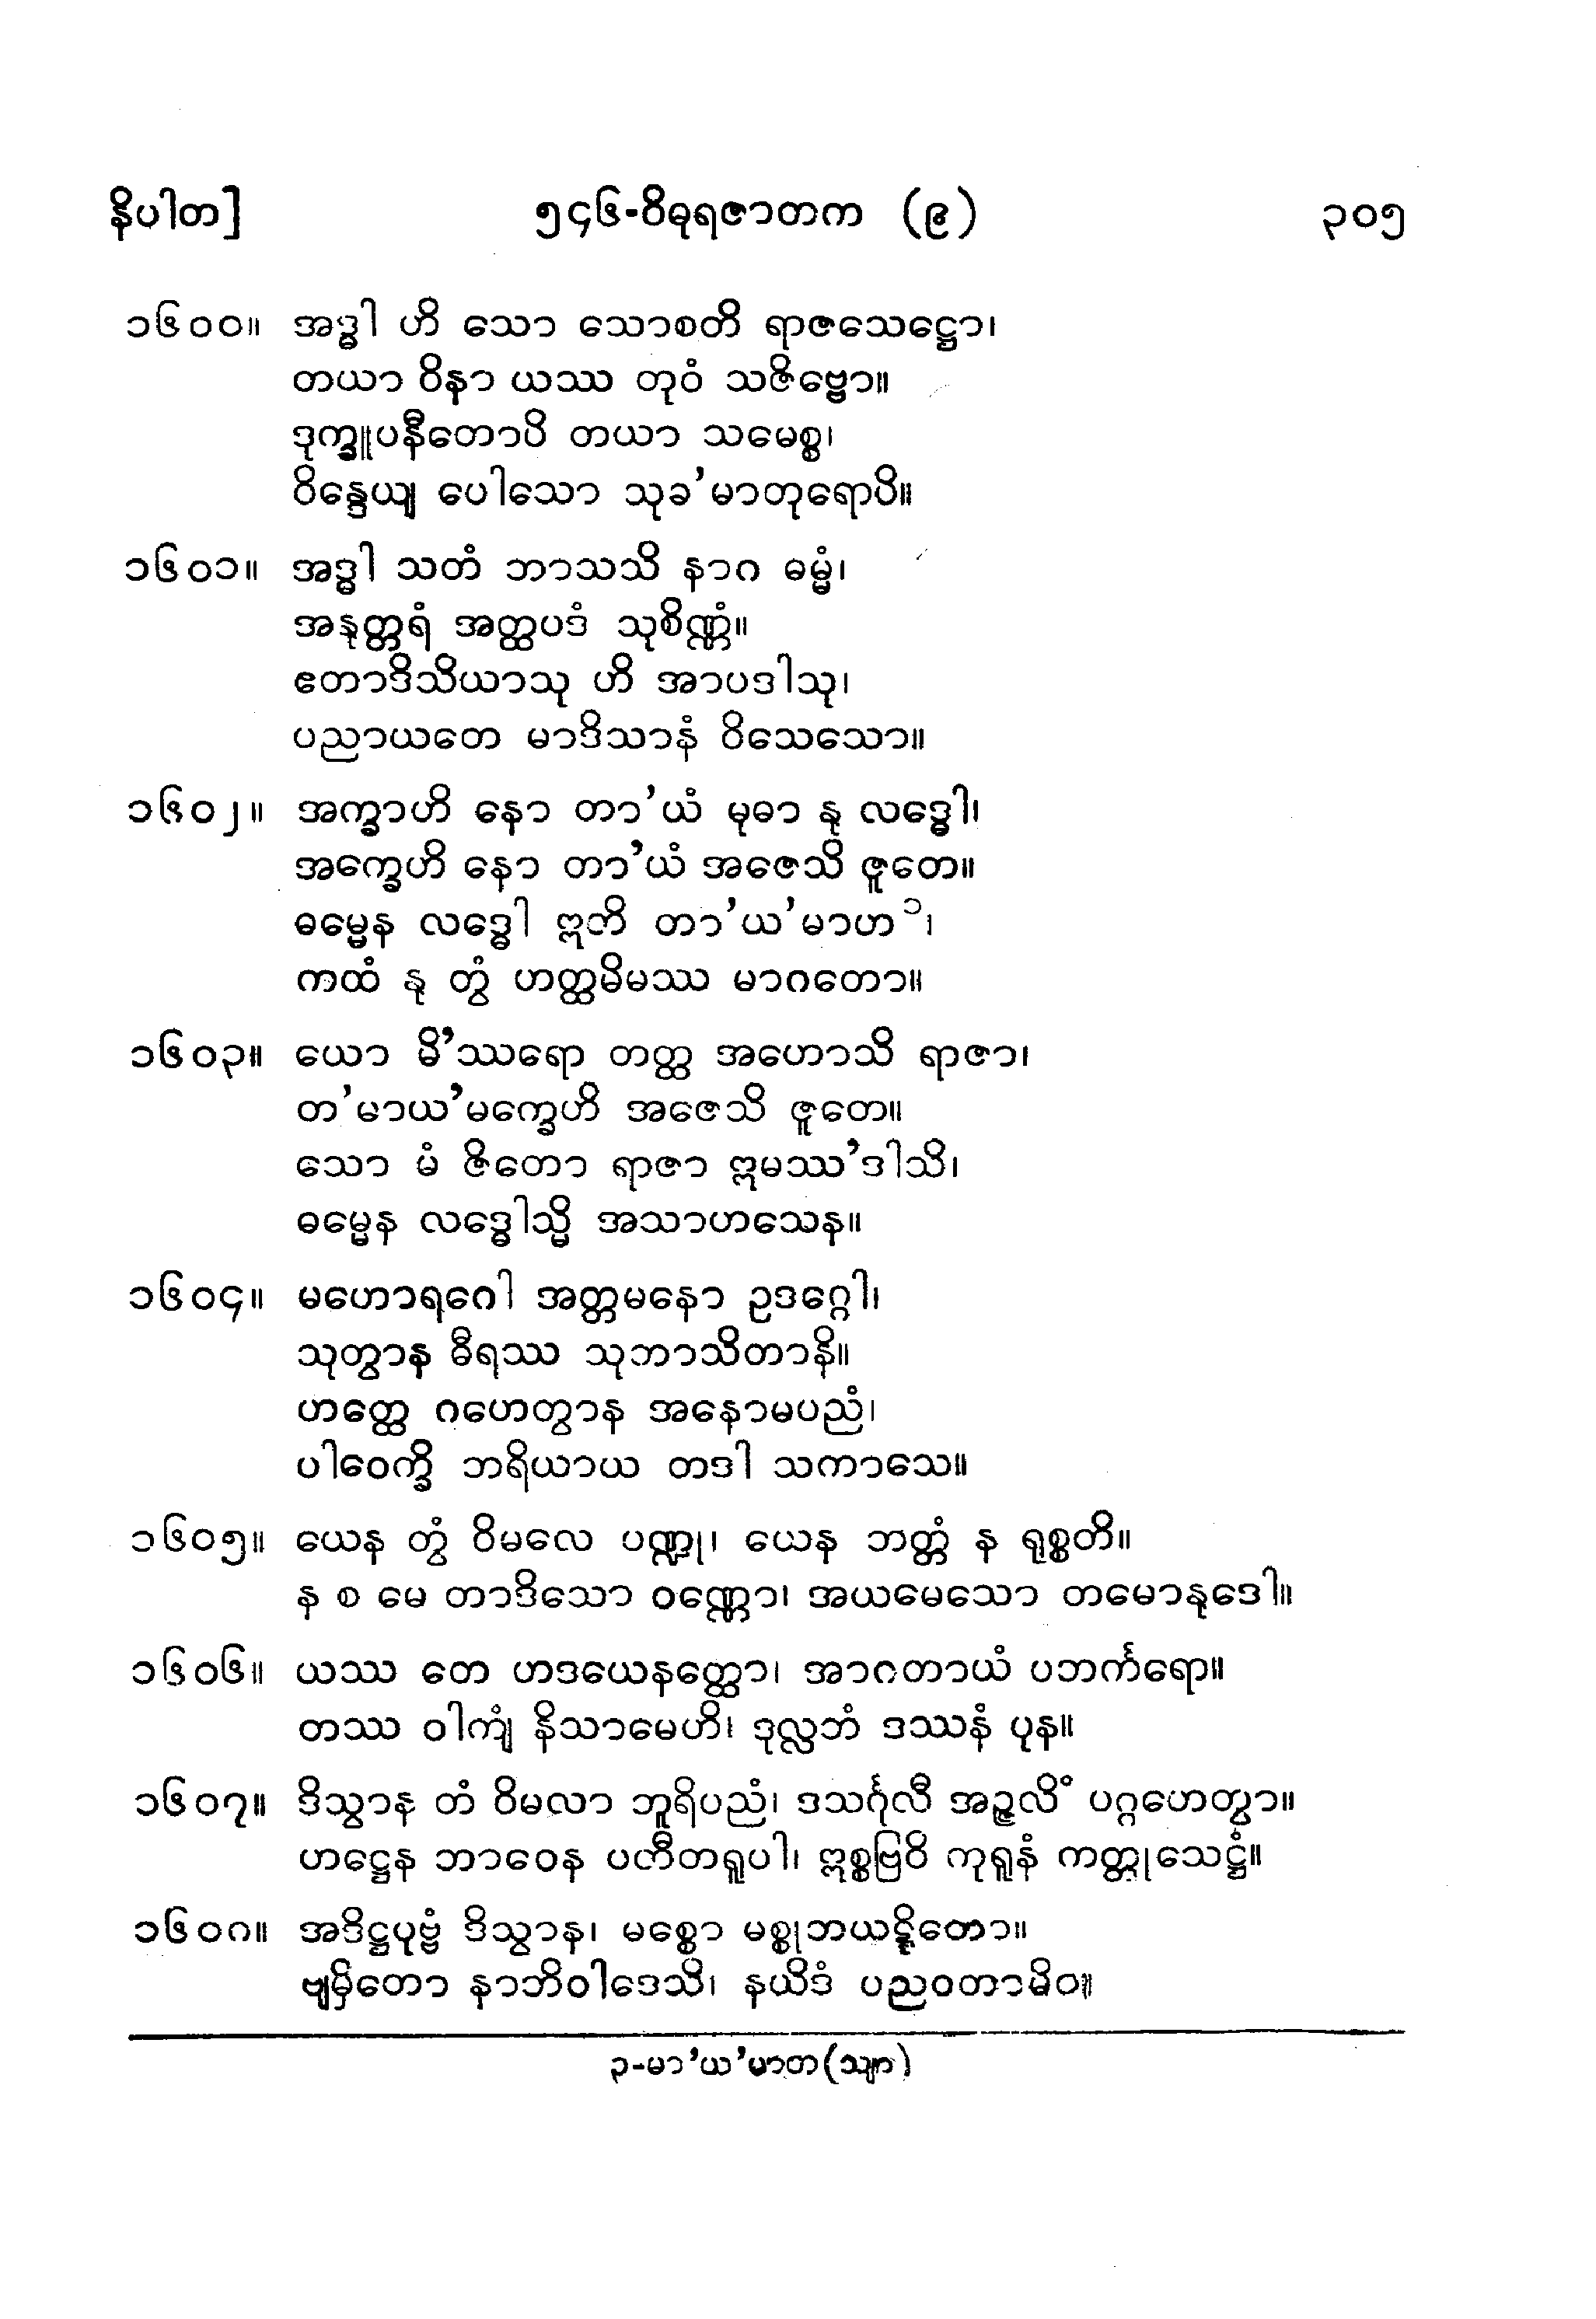 နိပါတ]
၅၄၆-ဝိဓုရဇာတက (၉)
၃၀၅
၁၆၀၀။ အဒ္ဓါ ဟိ သော သောစတိ ရာဇသေဋ္ဌော၊
တယာ ဝိနာ ယဿ တုဝံ သဇိဗ္ဗော။
ဒုက္ခူပနီတောပိ တယာ သမေစ္စ၊
ဝိန္ဒေယျ ပေါသော သုခ’မာတုရောပိ။
၁၆၀၁။ အဒ္ဓါ သတံ ဘာသသိ နာဂ ဓမ္မံ၊
အနုတ္တရံ အတ္ထပဒံ သုစိဏ္ဏံ။
ဧတာဒိသိယာသု ဟိ အာပဒါသု၊
ပညာယတေ မာဒိသာနံ ဝိသေသော။
၁၆၀၂။ အက္ခာဟိ နော တာ’ယံ မုဓာ နု လဒ္ဓေါ၊
အက္ခေဟိ နော တာ’ယံ အဇေသိ ဇူတေ။
ဓမ္မေန လဒ္ဓေါ ဣတိ တာ’ယ’မာဟ ၁၊
ကထံ နု တွံ ဟတ္ထမိမဿ မာဂတော။
၁၆၀၃။ ယော မိ’ဿရော တတ္ထ အဟောသိ ရာဇာ၊
တ’မာယ’မက္ခေဟိ အဇေသိ ဇူတေ။
သော မံ ဇိတော ရာဇာ ဣမဿ’ဒါသိ၊
ဓမ္မေန လဒ္ဓေါသ္မိ အသာဟသေန။
၁၆၀၄။ မဟောရဂေါ အတ္တမနော ဥဒဂ္ဂေါ၊
သုတွာန ဓီရဿ သုဘာသိတာနိ။
ဟတ္ထေ ဂဟေတွာန အနောမပညံ၊
ပါဝေက္ခိ ဘရိယာယ တဒါ သကာသေ။
၁၆၀၅။ ယေန တွံ ဝိမလေ ပဏ္ဍု၊ ယေန ဘတ္တံ န ရုစ္စတိ။
န စ မေ တာဒိသော ဝဏ္ဏော၊ အယမေသော တမောနုဒေါ။
၁၆၀၆။ ယဿ တေ ဟဒယေနတ္ထော၊ အာဂတာယံ ပဘင်္ကရော။
တဿ ဝါကျံ နိသာမေဟိ၊ ဒုလ္လဘံ ဒဿနံ ပုန။
၁၆၀၇။ ဒိသွာန တံ ဝိမလာ ဘူရိပညံ၊ ဒသင်္ဂုလီ အဉ္ဇလိံ ပဂ္ဂဟေတွာ။
ဟဋ္ဌေန ဘာဝေန ပတီတရူပါ၊ ဣစ္စဗြဝိ ကုရူနံ ကတ္တုသေဋ္ဌံ။
၁၆၀၈။ အဒိဋ္ဌပုဗ္ဗံ ဒိသွာန၊ မစ္စော မစ္စုဘယဋ္ဋိတော။
ဗျမှိတော နာဘိဝါဒေသိ၊ နယိဒံ ပညဝတာမိဝ။
၃-မာ’ယ’မာတ(သျာ)